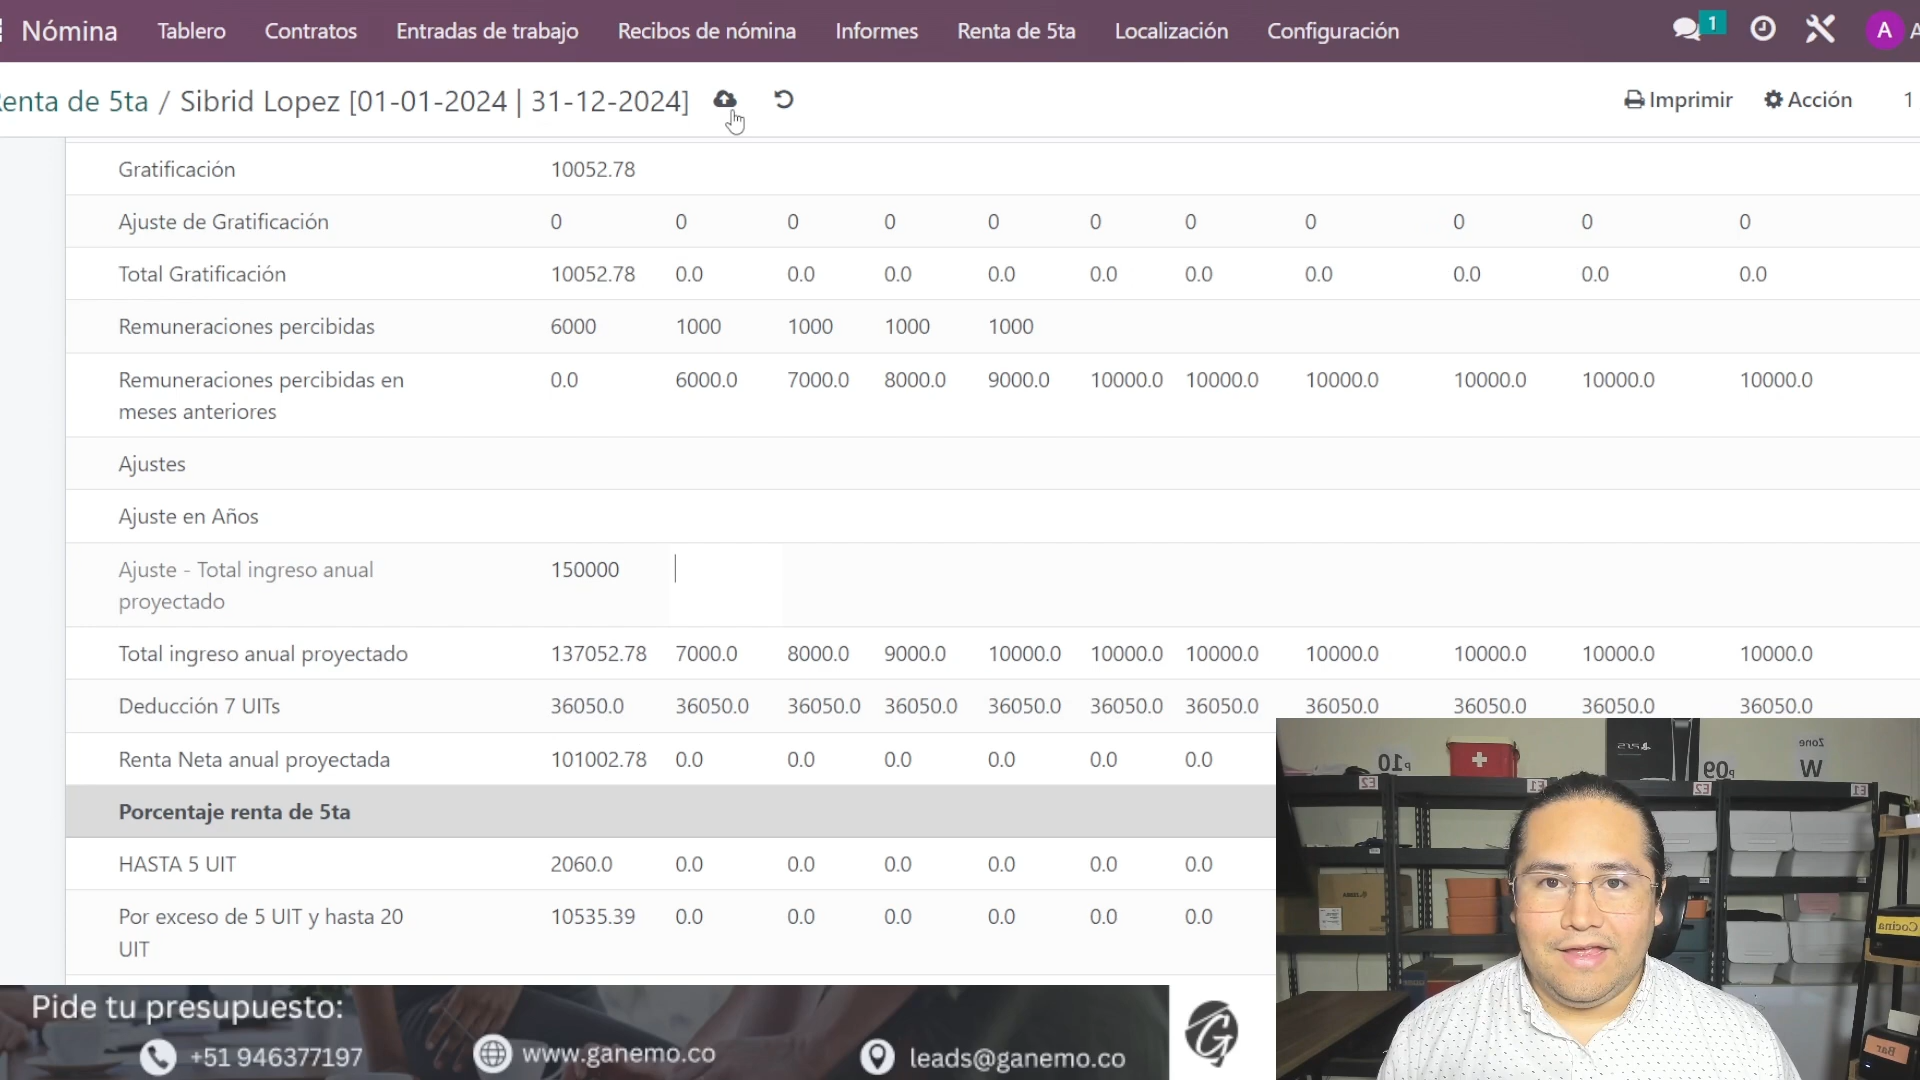 Nómina Tablero Contratos Entradas de trabajo Recibos de nómina Informes Renta de 5ta Localización Configuración 1 A A
enta de 5ta / Sibrid Lopez [01-01-2024 | 31-12-2024] Imprimir Acción 1
Gratificación 10052.78
Ajuste de Gratificación 0 0 0 0 0 0 0 0 0 0 0
Total Gratificación 10052.78 0.0 0.0 0.0 0.0 0.0 0.0 0.0 0.0 0.0 0.0
Remuneraciones percibidas 6000 1000 1000 1000 1000
Remuneraciones percibidas en 0.0 6000.0 7000.0 8000.0 9000.0 10000.0 10000.0 10000.0 10000.0 10000.0 10000.0
meses anteriores
Ajustes
Ajuste en Años
Ajuste - Total ingreso anual 150000
proyectado
Total ingreso anual proyectado 137052.78 7000.0 8000.0 9000.0 10000.0 10000.0 10000.0 10000.0 10000.0 10000.0 10000.0
Deducción 7 UITs 36050.0 36050.0 36050.0 36050.0 36050.0 36050.0 36050.0 36050.0 36050.0 36050.0 36050.0
Renta Neta anual proyectada 101002.78 0.0 0.0 0.0 0.0 0.0 0.0
Porcentaje renta de 5ta
HASTA 5 UIT 2060.0 0.0 0.0 0.0 0.0 0.0 0.0
Por exceso de 5 UIT y hasta 20 10535.39 0.0 0.0 0.0 0.0 0.0 0.0
UIT
Zone
W
PS5
P10
P09
E2
E1
E2
E1
Cocina
Bar
Pide tu presupuesto:
+51 946377197 www.ganemo.co leads@ganemo.co
G